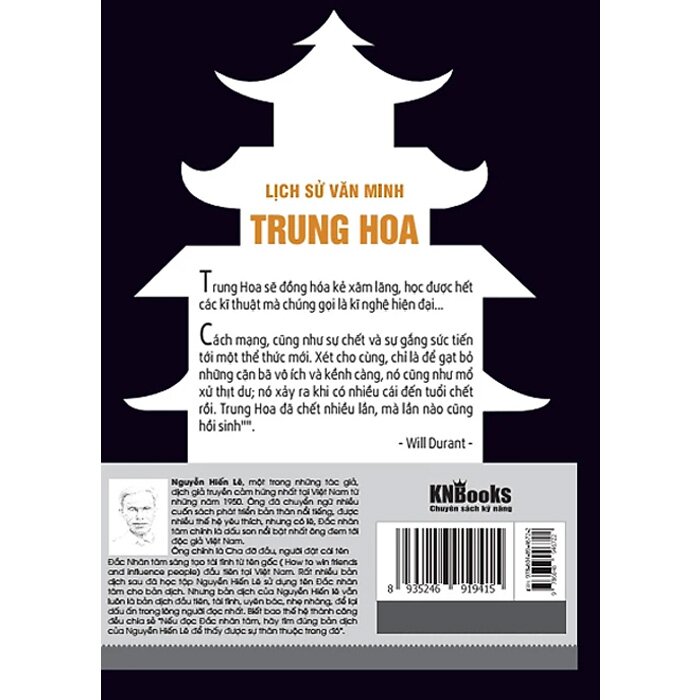 LỊCH SỬ VĂN MINH
TRUNG HOA
Trung Hoa sẽ đồng hóa kẻ xâm lăng, học được hết
các kĩ thuật mà chúng gọi là kĩ nghệ hiện đại...
Cách mạng, cũng như sự chết và sự gắng sức tiến
tới một thể thức mới. Xét cho cùng, chỉ là để gạt bỏ
những cặn bã vô ích và kềnh càng, nó cũng như mổ
xử thịt dư; nó xảy ra khi có nhiều cái đến tuổi chết
rồi. Trung Hoa đã chết nhiều lần, mà lần nào cũng
hồi sinh"".
- Will Durant -
Nguyễn Hiến Lê, một trong những tác giả,
dịch giả truyền cảm hứng nhất tại Việt Nam từ
những năm 1950. Ông đã chuyển ngữ nhiều
cuốn sách phát triển bản thân nổi tiếng, được
nhiều thế hệ yêu thích, nhưng có lẽ, Đắc nhân
tâm chính là dấu son nổi bật nhất ông đem tới
độc giả Việt Nam.
Ông chính là Cha đỡ đầu, người đặt cái tên
Đắc Nhân tâm sáng tạo tài tình từ tên gốc ( How to win friends
and influence people) đầu tiên tại Việt Nam. Rất nhiều bản
dịch sau đã học tập Nguyễn Hiến Lê sử dụng tên Đắc nhân
tâm cho bản dịch. Nhưng bản dịch của Nguyễn Hiến lê vẫn
luôn là bản dịch đầu tiên, tài tình, uyên bác, nhẹ nhàng, để lại
dấu ấn trong lòng người đọc nhất. Biết bao thế hệ thành công
đều chia sẻ "Nếu đọc Đắc nhân tâm, hãy tìm đúng bản dịch
của Nguyễn Hiến Lê để thấy được sự thân thuộc trong đó".
KNBooks
Chuyên sách kỹ năng
8 935246 919415